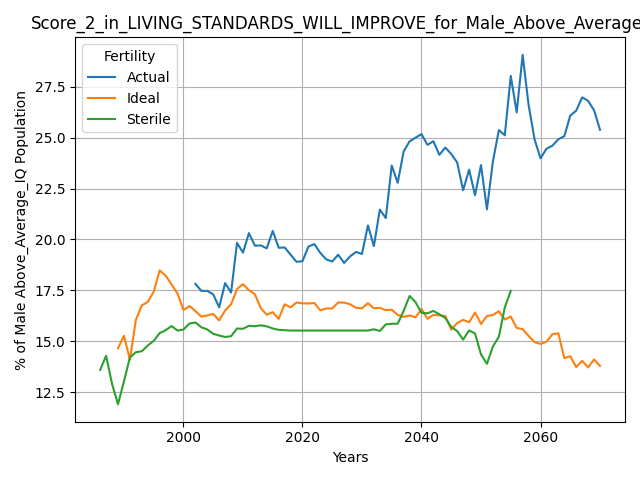 Score_2_in_LIVING_STANDARDS_WILL_IMPROVE_for_Male_Above_Average
Fertility
Actual
Ideal
Sterile
% of Male Above_Average_IQ Population
27.5
25.0
22.5
20.0
17.5
15.0
12.5
2000
2020
2040
2060
Years